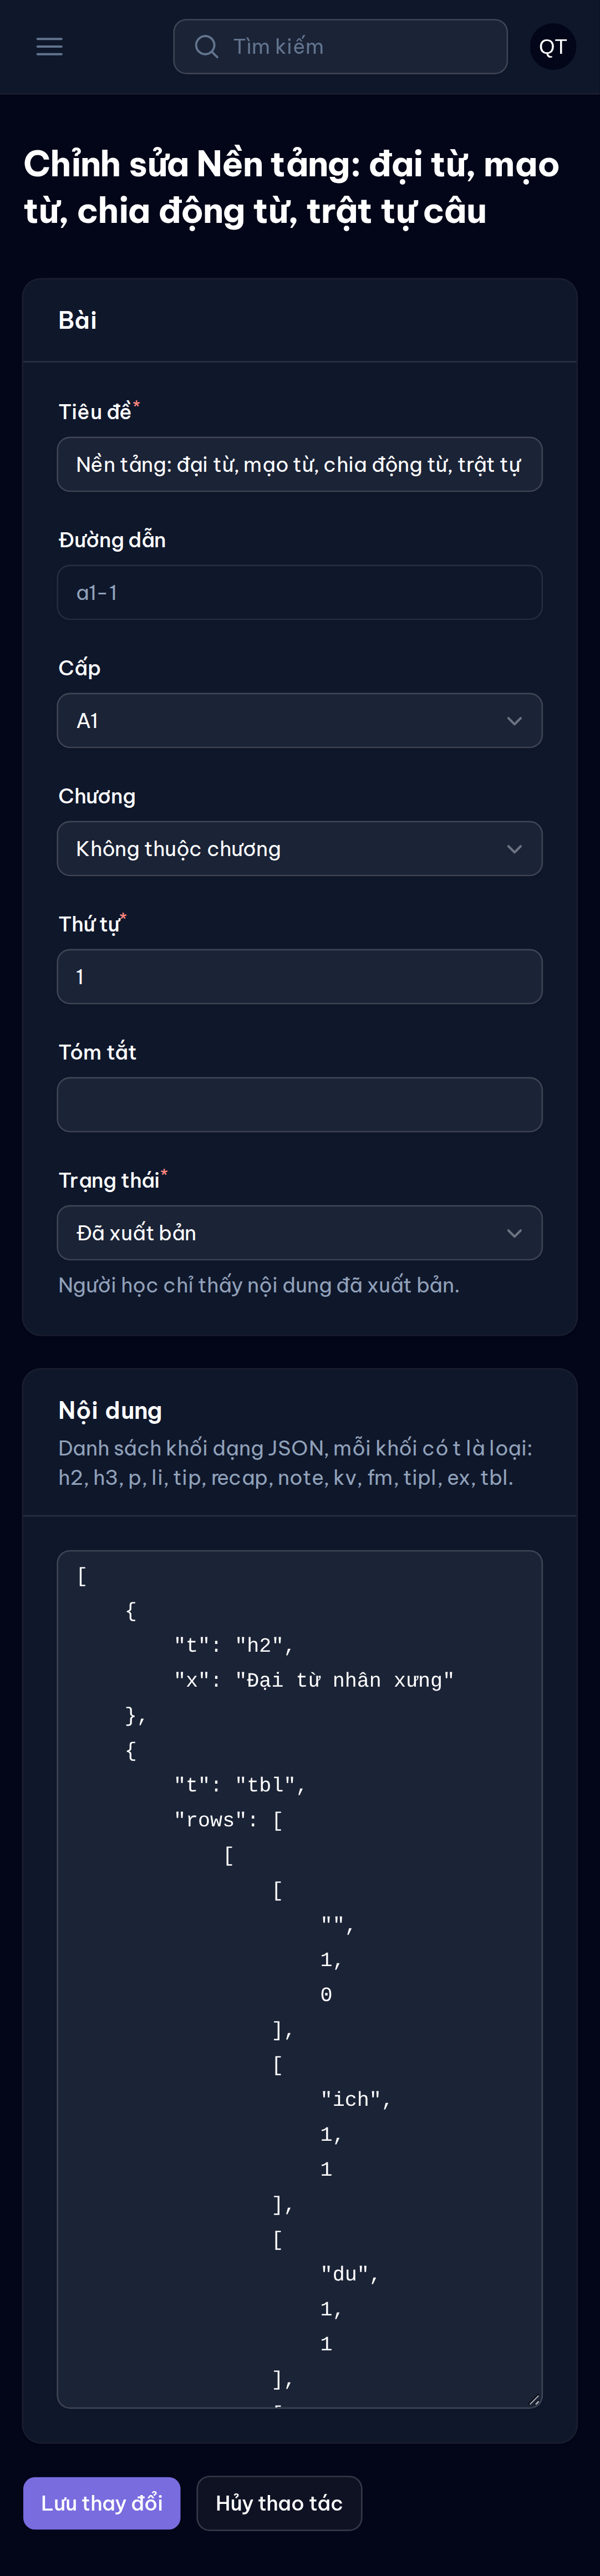 Tìm kiếm
QT
Chỉnh sửa Nền tảng: đại từ, mạo
từ, chia động từ, trật tự câu
Bài
Tiêu đề*
Nền tảng: đại từ, mạo từ, chia động từ, trật tự
Đường dẫn
a1-1
Cấp
A1
Chương
Không thuộc chương
Thứ tự*
1
Tóm tắt
Trạng thái*
Đã xuất bản
Người học chỉ thấy nội dung đã xuất bản.
Nội dung
Danh sách khối dạng JSON, mỗi khối có t là loại:
h2, h3, p, li, tip, recap, note, kv, fm, tipl, ex, tbl.
[
    {
        "t": "h2",
        "x": "Đại từ nhân xưng"
    },
    {
        "t": "tbl",
        "rows": [
            [
                [
                    "",
                    1,
                    0
                ],
                [
                    "ich",
                    1,
                    1
                ],
                [
                    "du",
                    1,
                    1
                ],
Lưu thay đổi
Hủy thao tác